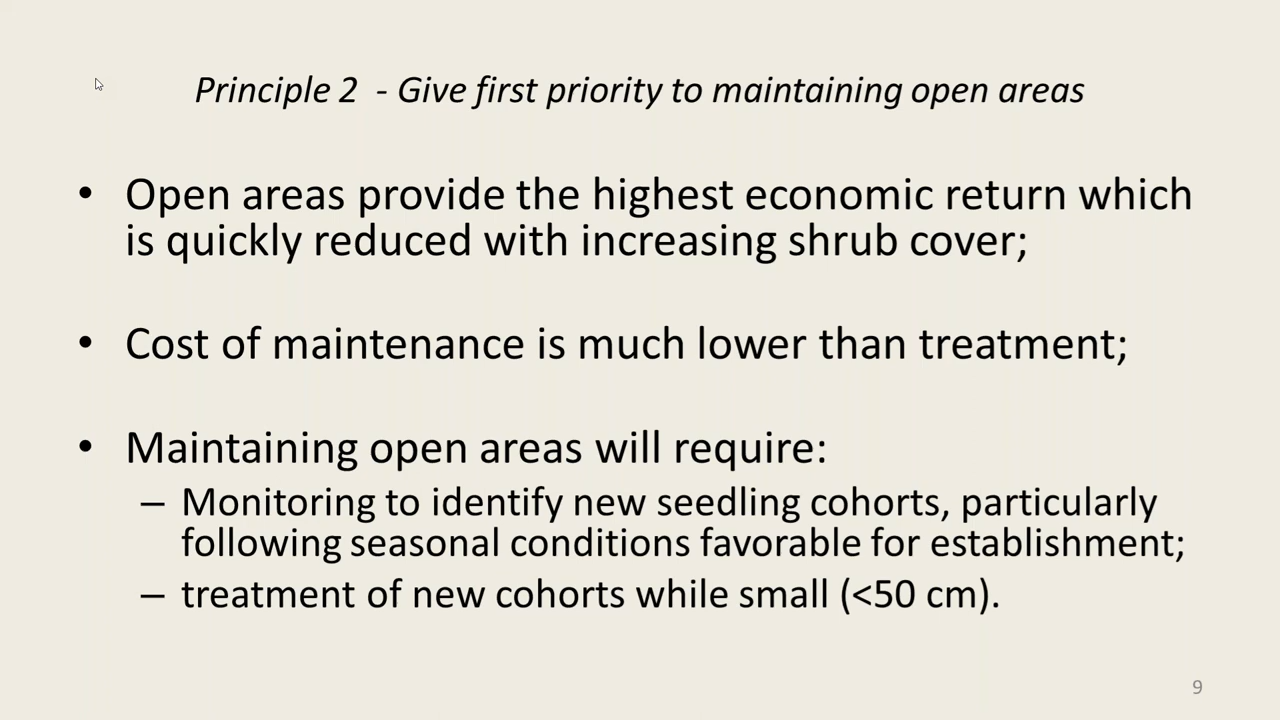 Principle 2 - Give first priority to maintaining open areas
• Open areas provide the highest economic return which
is quickly reduced with increasing shrub cover;
• Cost of maintenance is much lower than treatment;
• Maintaining open areas will require:
– Monitoring to identify new seedling cohorts, particularly
following seasonal conditions favorable for establishment;
– treatment of new cohorts while small (<50 cm).
9